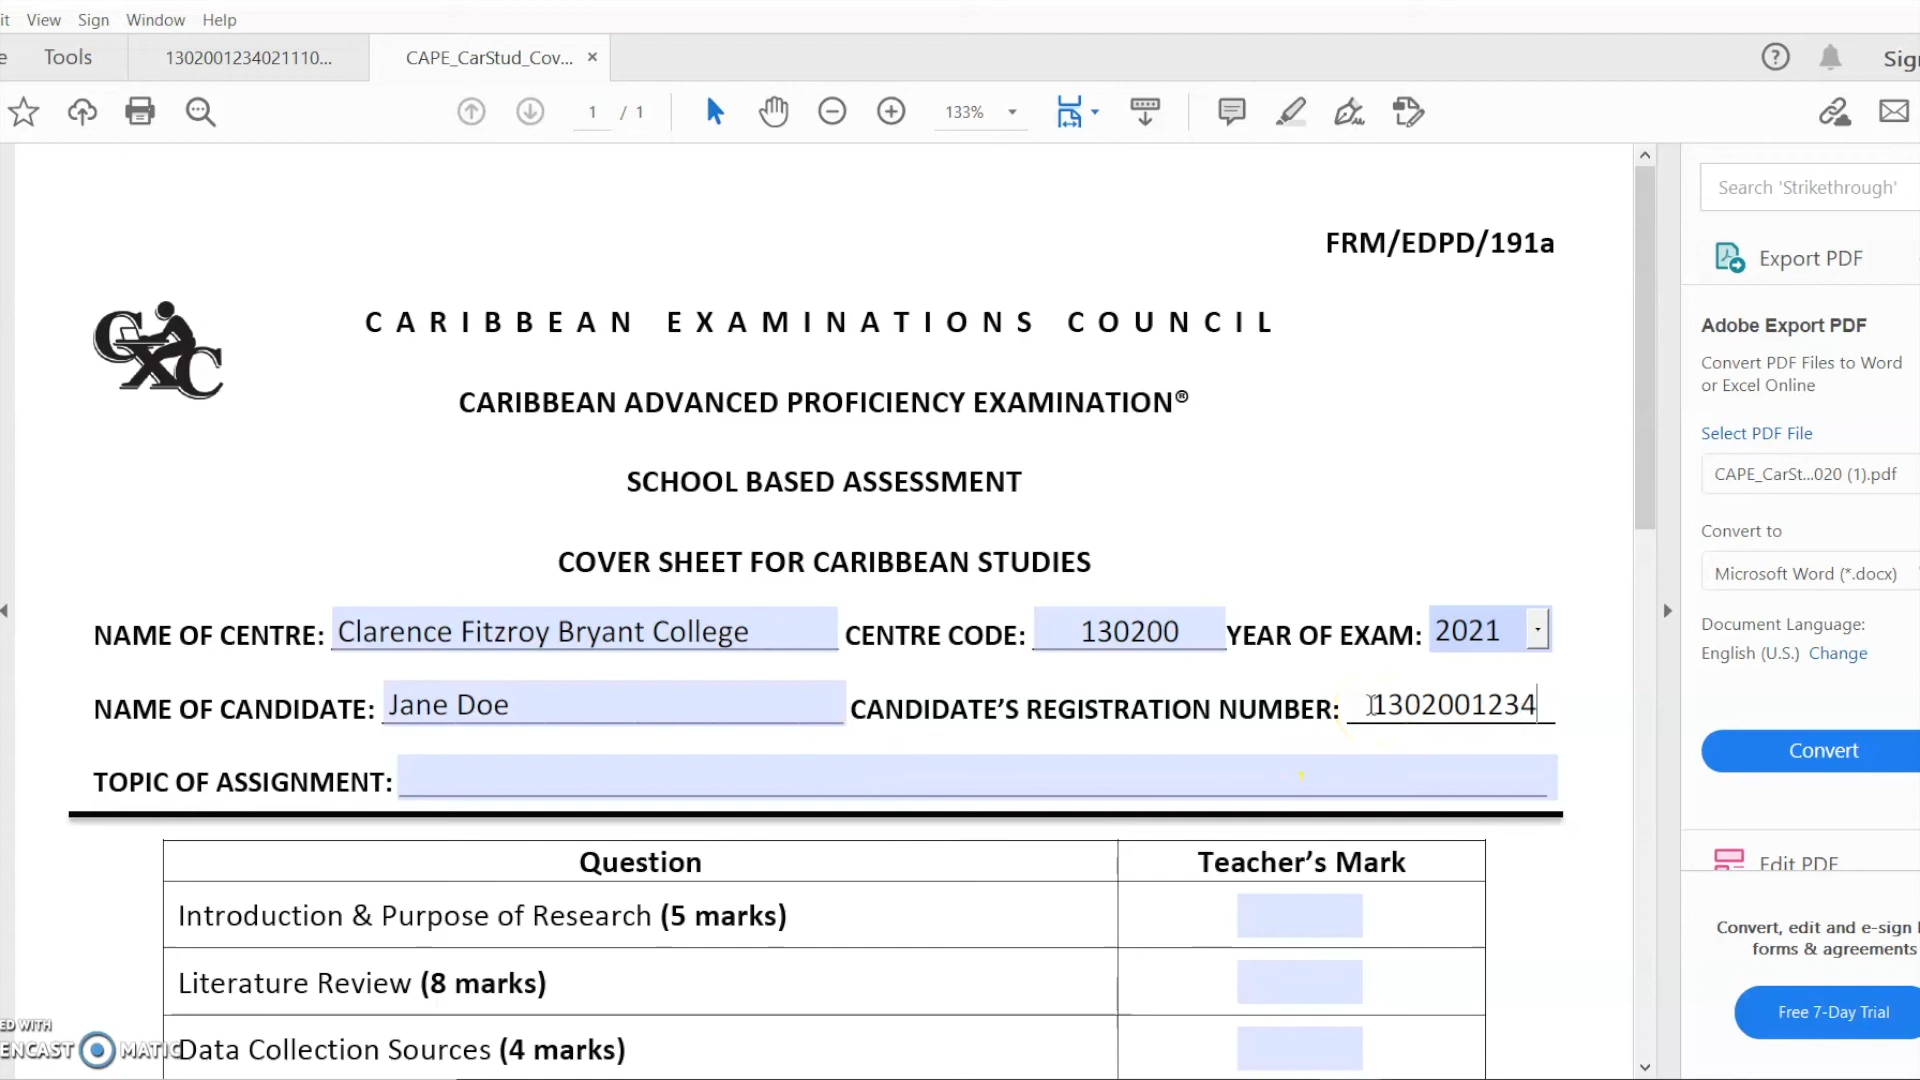 it View Sign Window Help
e Tools 1302001234021110... CAPE_CarStud_Cov... × Sig
1 / 1 133%
Search 'Strikethrough'
FRM/EDPD/191a
Export PDF
CXC
CARIBBEAN EXAMINATIONS COUNCIL
Adobe Export PDF
Convert PDF Files to Word
or Excel Online
CARIBBEAN ADVANCED PROFICIENCY EXAMINATION®
Select PDF File
CAPE_CarSt...020 (1).pdf
SCHOOL BASED ASSESSMENT
Convert to
COVER SHEET FOR CARIBBEAN STUDIES
Microsoft Word (*.docx)
NAME OF CENTRE: Clarence Fitzroy Bryant College CENTRE CODE: 130200 YEAR OF EXAM: 2021
Document Language:
English (U.S.) Change
NAME OF CANDIDATE: Jane Doe CANDIDATE'S REGISTRATION NUMBER: 1302001234
Convert
TOPIC OF ASSIGNMENT:
Question Teacher's Mark
Edit PDF
Introduction & Purpose of Research (5 marks)
Literature Review (8 marks)
Data Collection Sources (4 marks)
Convert, edit and e-sign
forms & agreements
Free 7-Day Trial
ED WITH
ENCAST MATIC